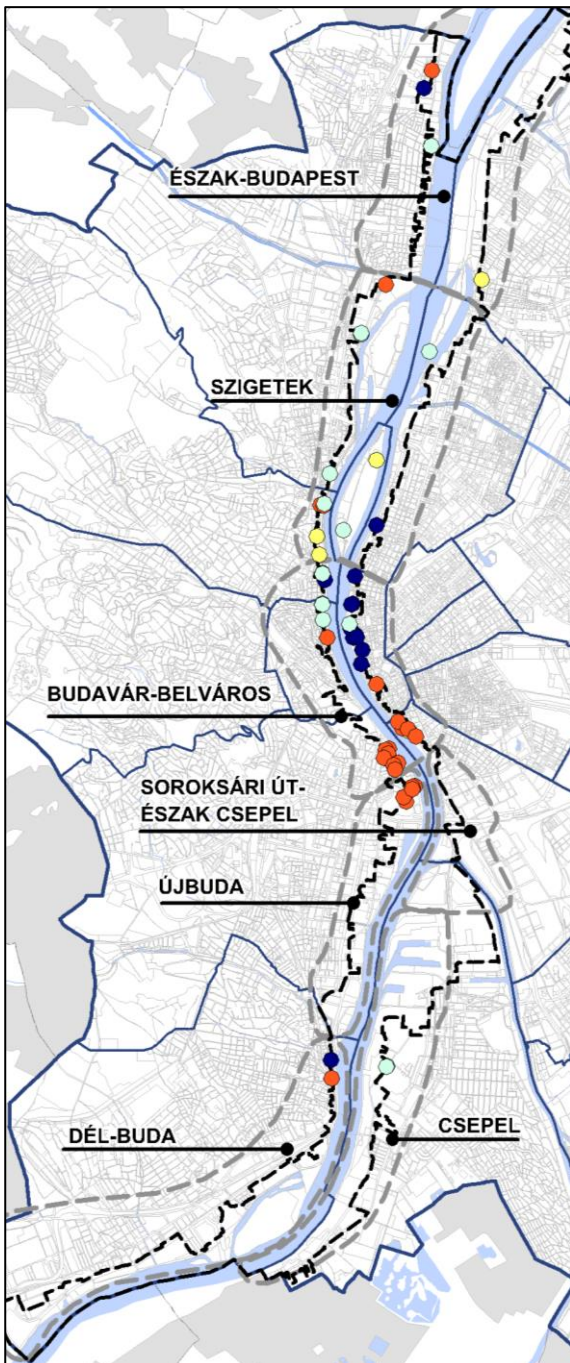 ÉSZAK-BUDAPEST
SZIGETEK
BUDAVÁR-BELVÁROS
SOROKSÁRI ÚT-
ÉSZAK CSEPEL
ÚJBUDA
DÉL-BUDA
CSEPEL